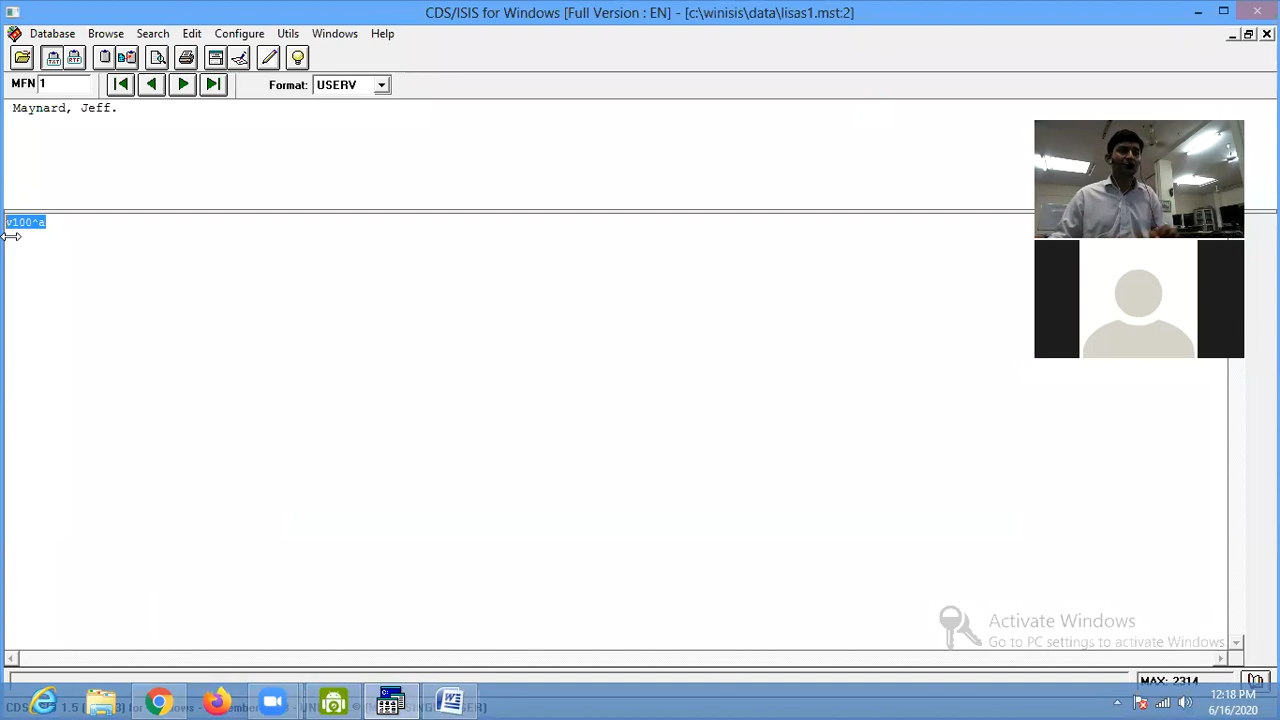 CDS/ISIS for Windows [Full Version : EN] - [c:\winisis\data\lisas1.mst:2]
Database Browse Search Edit Configure Utils Windows Help
MFN 1 Format: USERV
Maynard, Jeff.
v100^a
Activate Windows
Go to PC settings to activate Windows
MAX: 2314
12:18 PM
6/16/2020